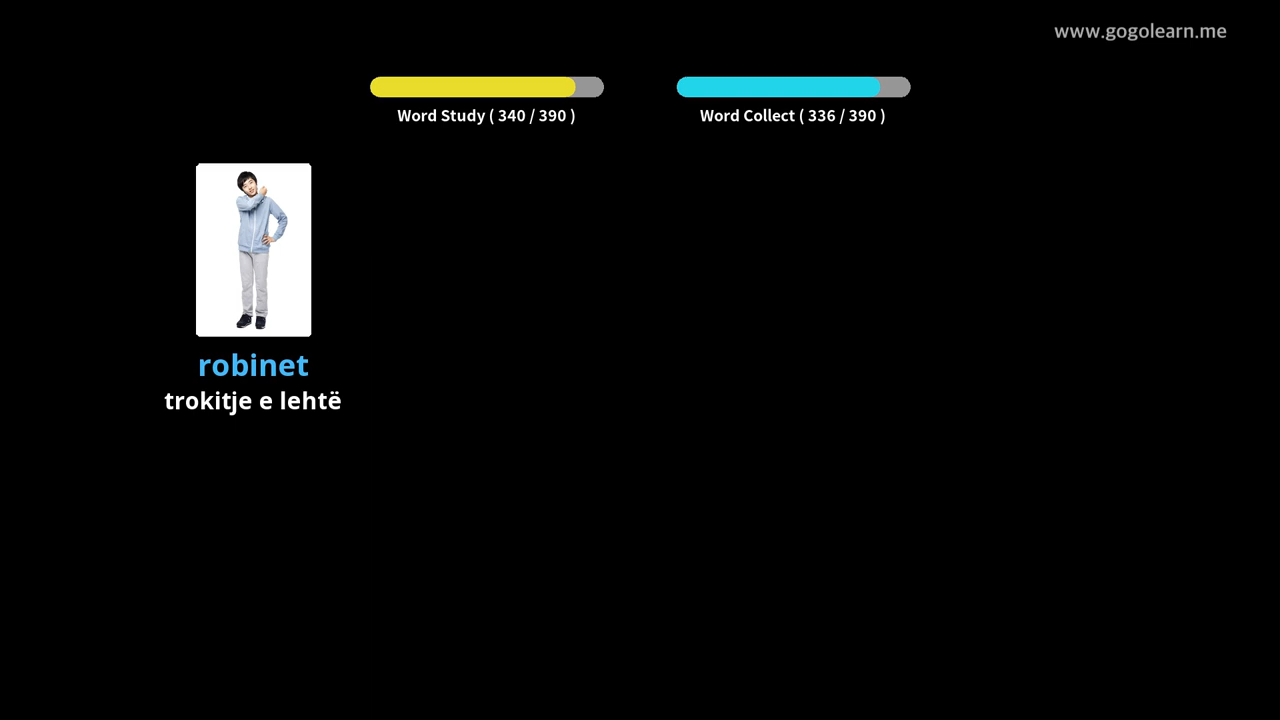 www.gogolearn.me
Word Study ( 340 / 390 )
Word Collect ( 336 / 390 )
robinet
trokitje e lehtë